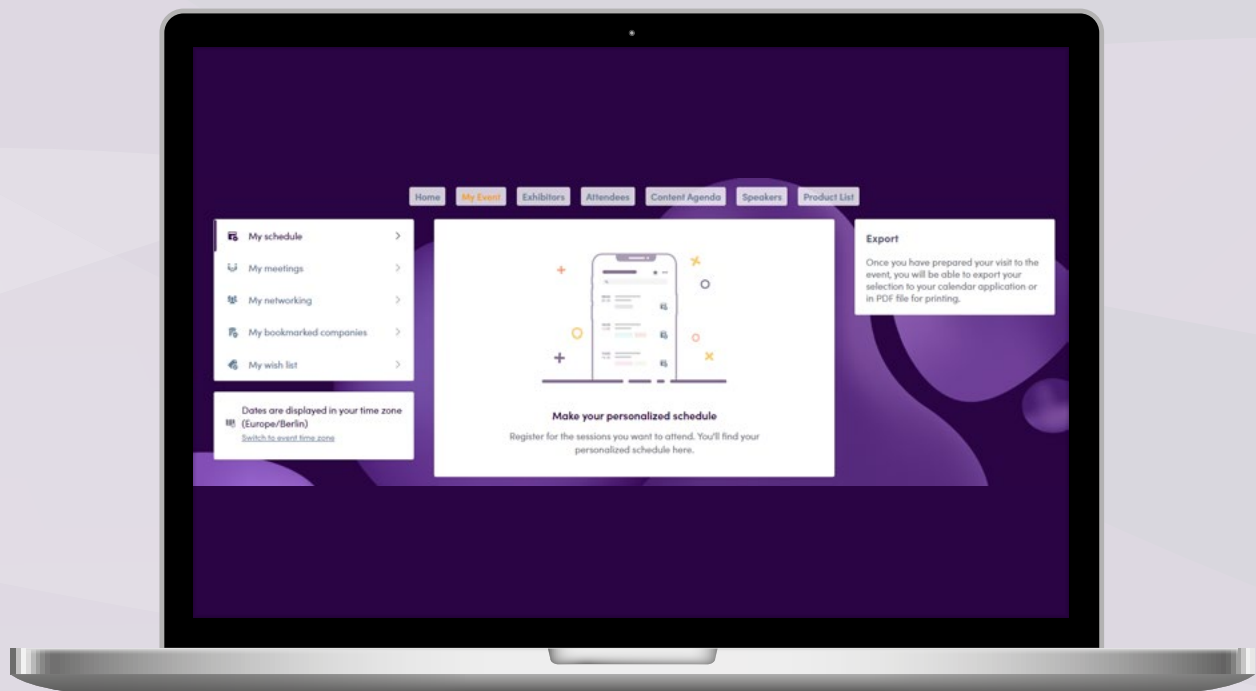 Home
My Event
Exhibitors
Attendees
Content Agenda
Speakers
Product List
My schedule
My meetings
My networking
My bookmarked companies
My wish list
Dates are displayed in your time zone
(Europe/Berlin)
Switch to event time zone
Make your personalized schedule
Register for the sessions you want to attend. You'll find your
personalized schedule here.
Export
Once you have prepared your visit to the
event, you will be able to export your
selection to your calendar application or
in PDF file for printing.